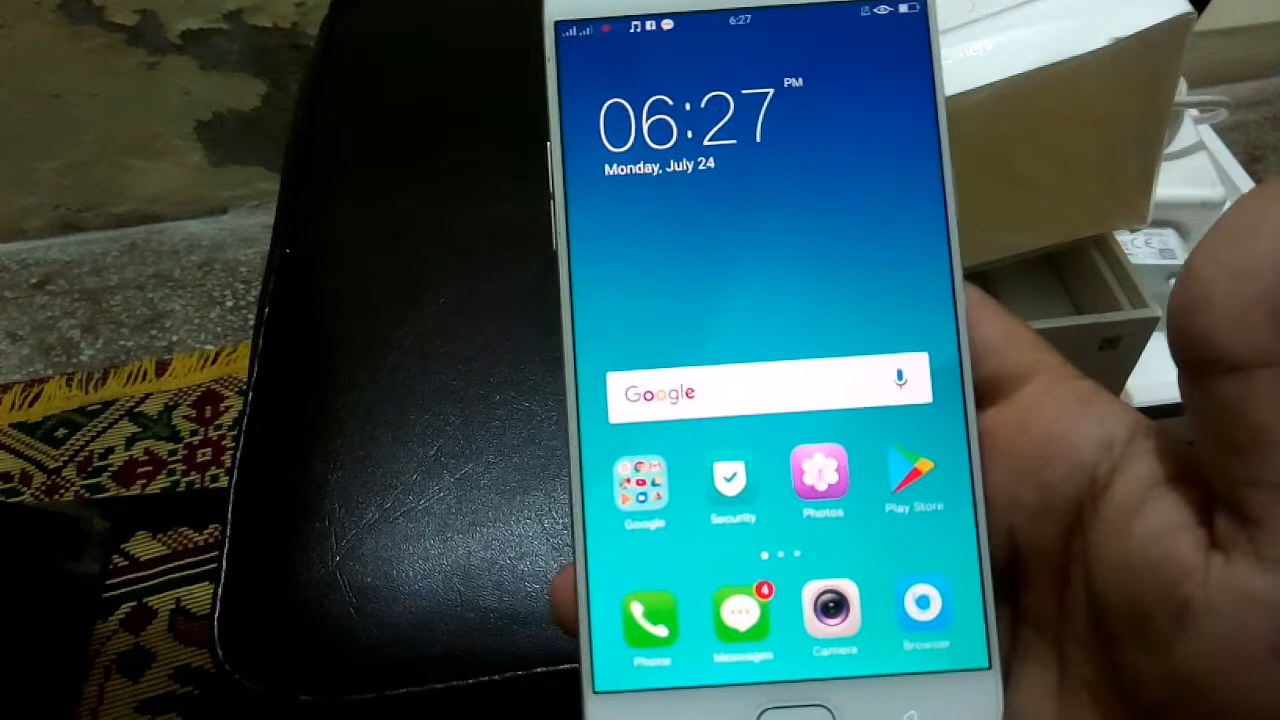 6:27
06:27 PM
Monday, July 24
Google
Google
Security
Photos
Play Store
4
Phone
Messages
Camera
Browser
CE